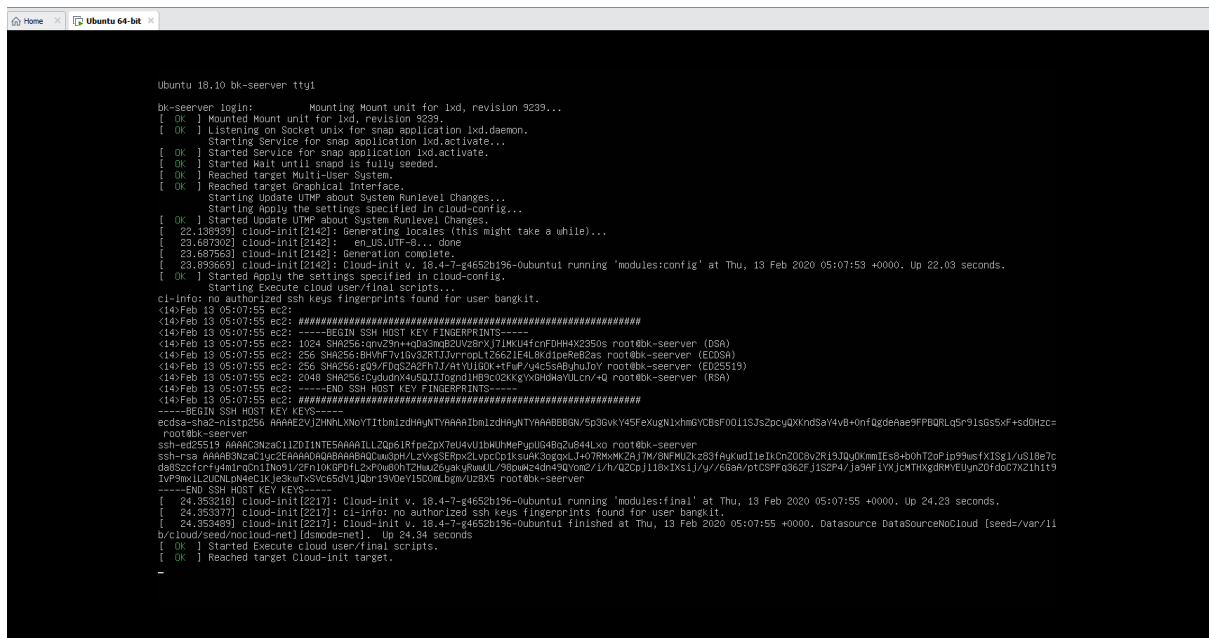 Home × Ubuntu 64-bit ×
Ubuntu 18.10 bk-seerver tty1
bk-seerver login: Mounting Mount unit for lxd, revision 9239...
[ OK ] Mounted Mount unit for lxd, revision 9239.
[ OK ] Listening on Socket unix for snap application lxd.daemon.
Starting Service for snap application lxd.activate...
[ OK ] Started Service for snap application lxd.activate.
[ OK ] Started Wait until snapd is fully seeded.
[ OK ] Reached target Multi-User System.
[ OK ] Reached target Graphical Interface.
Starting Update UTMP about System Runlevel Changes...
Starting Apply the settings specified in cloud-config...
[ OK ] Started Update UTMP about System Runlevel Changes.
[ 22.138939] cloud-init[2142]: Generating locales (this might take a while)...
[ 23.687302] cloud-init[2142]: en_US.UTF-8... done
[ 23.687563] cloud-init[2142]: Generation complete.
[ 23.893669] cloud-init[2142]: Cloud-init v. 18.4-7-g4652b196-0ubuntu1 running 'modules:config' at Thu, 13 Feb 2020 05:07:53 +0000. Up 22.03 seconds.
[ OK ] Started Apply the settings specified in cloud-config.
Starting Execute cloud user/final scripts...
ci-info: no authorized ssh keys fingerprints found for user bangkit.
<14>Feb 13 05:07:55 ec2:
<14>Feb 13 05:07:55 ec2: #############################################################
<14>Feb 13 05:07:55 ec2: -----BEGIN SSH HOST KEY FINGERPRINTS-----
<14>Feb 13 05:07:55 ec2: 1024 root@bk-seerver (DSA)
<14>Feb 13 05:07:55 ec2: 256 root@bk-seerver (ECDSA)
<14>Feb 13 05:07:55 ec2: 256 root@bk-seerver (ED25519)
<14>Feb 13 05:07:55 ec2: 2048 root@bk-seerver (RSA)
<14>Feb 13 05:07:55 ec2: -----END SSH HOST KEY FINGERPRINTS-----
<14>Feb 13 05:07:55 ec2: #############################################################
-----BEGIN SSH HOST KEY KEYS-----
ecdsa-sha2-nistp256
root@bk-seerver
ssh-ed25519 root@bk-seerver
ssh-rsa
root@bk-seerver
-----END SSH HOST KEY KEYS-----
[ 24.353218] cloud-init[2217]: Cloud-init v. 18.4-7-g4652b196-0ubuntu1 running 'modules:final' at Thu, 13 Feb 2020 05:07:55 +0000. Up 24.23 seconds.
[ 24.353377] cloud-init[2217]: ci-info: no authorized ssh keys fingerprints found for user bangkit.
[ 24.353489] cloud-init[2217]: Cloud-init v. 18.4-7-g4652b196-0ubuntu1 finished at Thu, 13 Feb 2020 05:07:55 +0000. Datasource DataSourceNoCloud [seed=/var/li
b/cloud/seed/nocloud-net][dsmode=net]. Up 24.34 seconds
[ OK ] Started Execute cloud user/final scripts.
[ OK ] Reached target Cloud-init target.